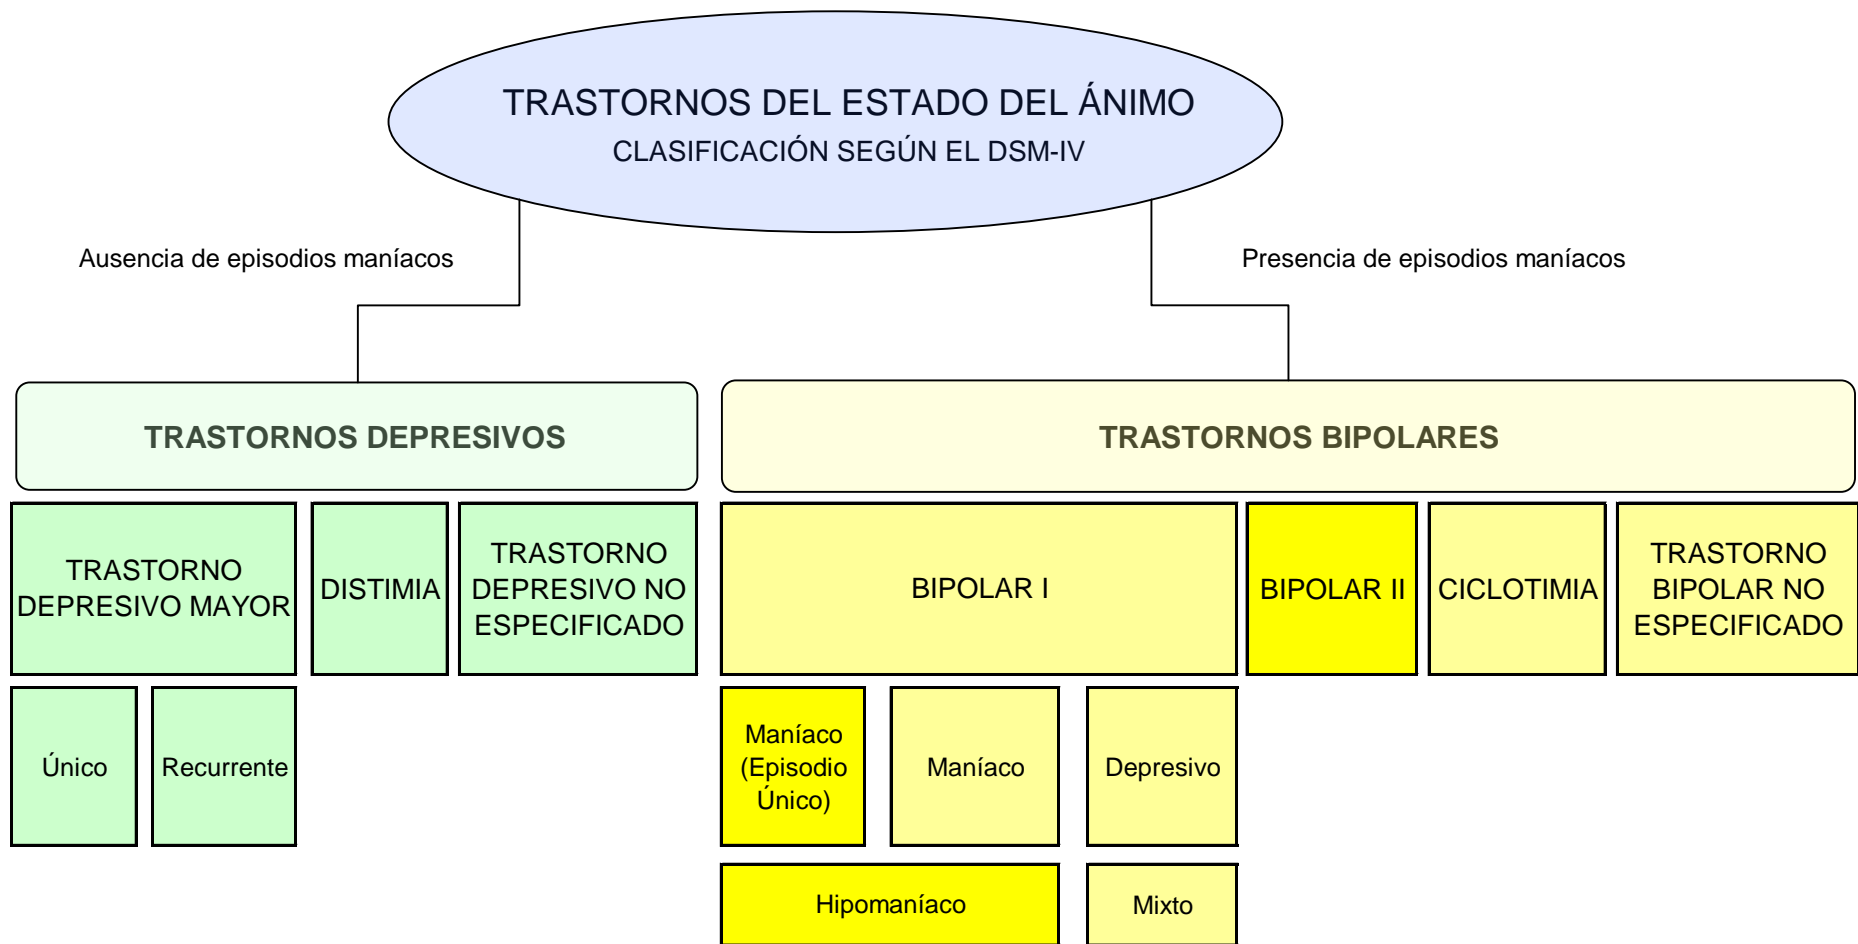 TRASTORNOS DEL ESTADO DEL ÁNIMO
CLASIFICACIÓN SEGÚN EL DSM-IV
Ausencia de episodios maníacos
Presencia de episodios maníacos
TRASTORNOS DEPRESIVOS
TRASTORNOS BIPOLARES
TRASTORNO
DEPRESIVO MAYOR
DISTIMIA
TRASTORNO
DEPRESIVO NO
ESPECIFICADO
BIPOLAR I
BIPOLAR II
CICLOTIMIA
TRASTORNO
BIPOLAR NO
ESPECIFICADO
Único
Recurrente
Maníaco
(Episodio
Único)
Maníaco
Depresivo
Hipomaníaco
Mixto